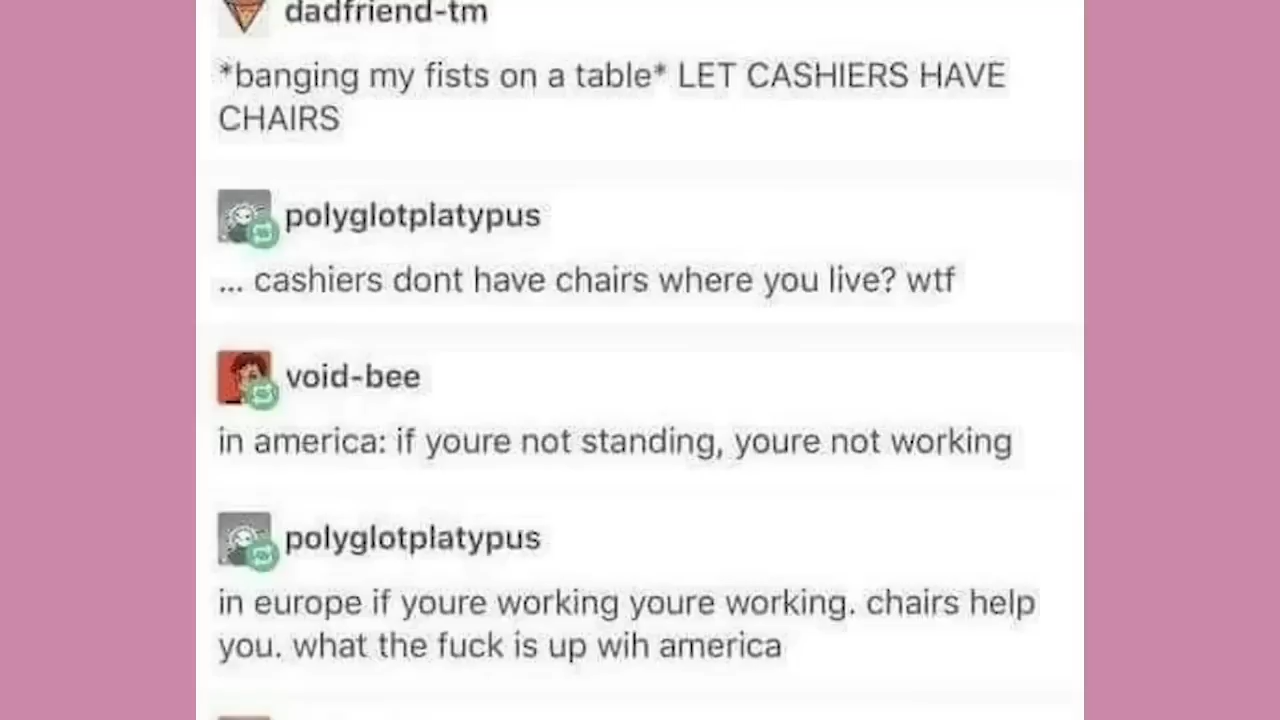 dadfriend-tm
*banging my fists on a table* LET CASHIERS HAVE
CHAIRS
polyglotplatypus
... cashiers dont have chairs where you live? wtf
void-bee
in america: if youre not standing, youre not working
polyglotplatypus
in europe if youre working youre working. chairs help
you. what the fuck is up wih america